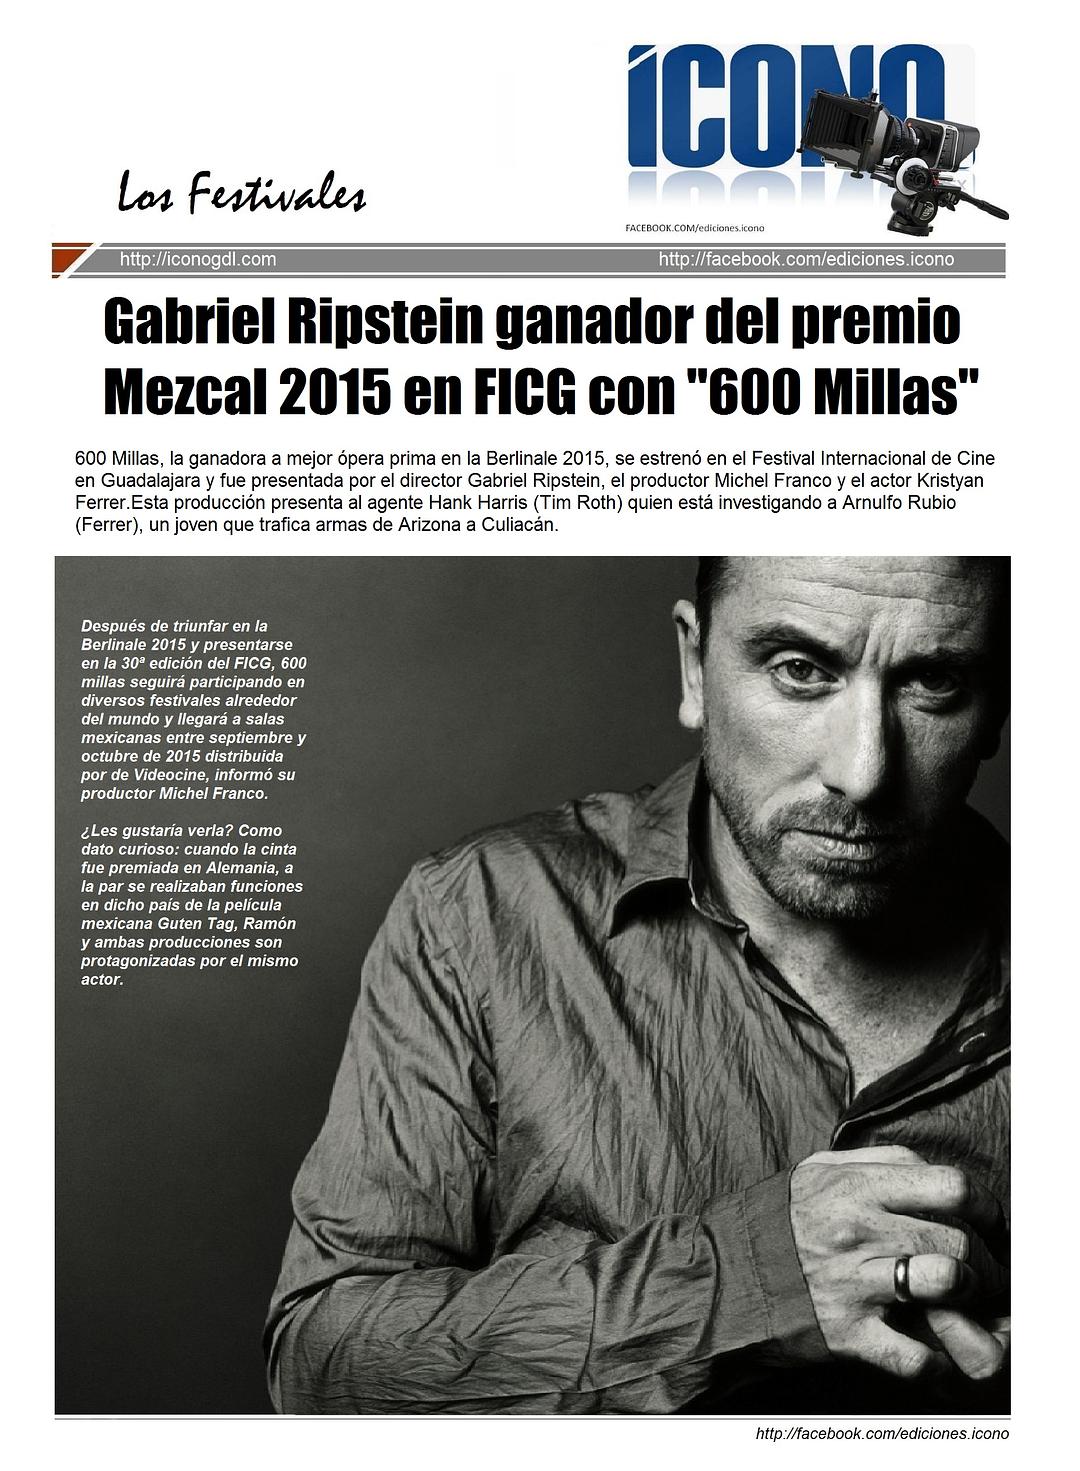 ÍCONO
Los Festivales
FACEBOOK.COM/ediciones.icono
http://iconogdl.com
http://facebook.com/ediciones.icono
Gabriel Ripstein ganador del premio
Mezcal 2015 en FICG con "600 Millas"
600 Millas, la ganadora a mejor ópera prima en la Berlinale 2015, se estrenó en el Festival Internacional de Cine
en Guadalajara y fue presentada por el director Gabriel Ripstein, el productor Michel Franco y el actor Kristyan
Ferrer.Esta producción presenta al agente Hank Harris (Tim Roth) quien está investigando a Arnulfo Rubio
(Ferrer), un joven que trafica armas de Arizona a Culiacán.
Después de triunfar en la
Berlinale 2015 y presentarse
en la 30ª edición del FICG, 600
millas seguirá participando en
diversos festivales alrededor
del mundo y llegará a salas
mexicanas entre septiembre y
octubre de 2015 distribuida
por de Videocine, informó su
productor Michel Franco.
¿Les gustaría verla? Como
dato curioso: cuando la cinta
fue premiada en Alemania, a
la par se realizaban funciones
en dicho país de la película
mexicana Guten Tag, Ramón
y ambas producciones son
protagonizadas por el mismo
actor.
http://facebook.com/ediciones.icono